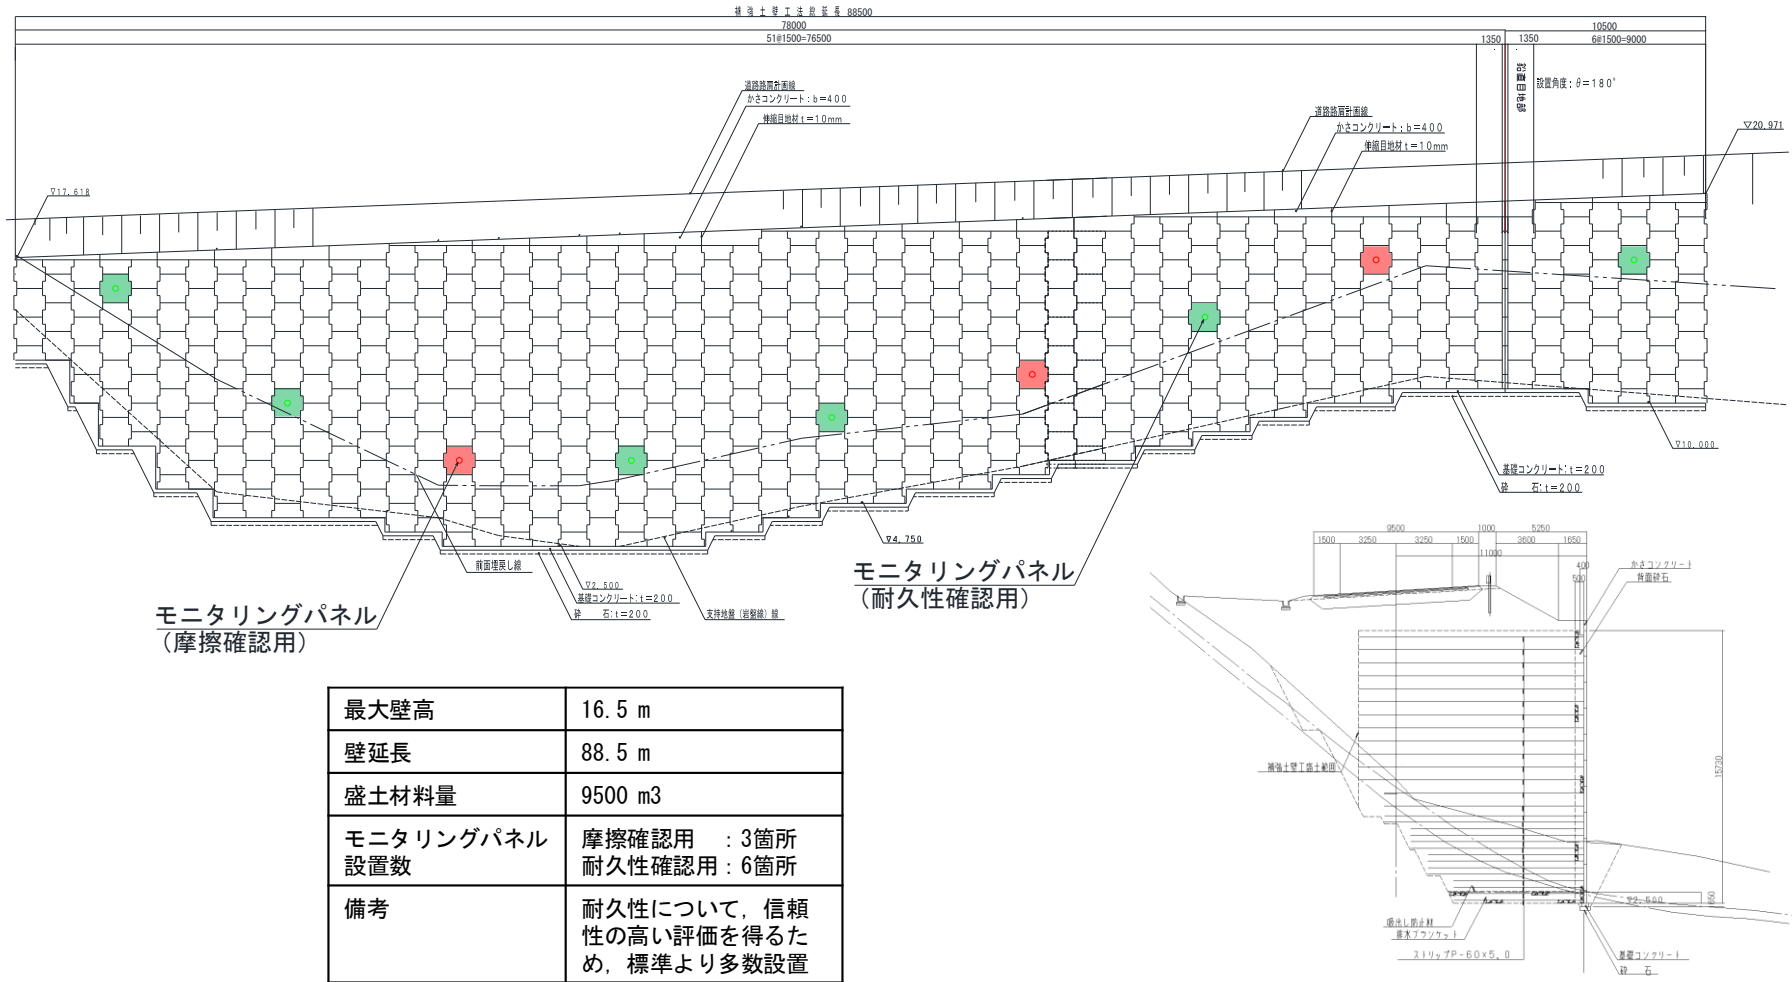 補強土壁工法総延長 88500
78000
10500
51@1500=76500
1350
1350
6@1500=9000
鉛直目地部
設置角度:θ=180°
道路路肩計画線
かさコンクリート:b=400
伸縮目地材t=10mm
道路路肩計画線
かさコンクリート:b=400
伸縮目地材t=10mm
▽20.971
▽17.618
▽10.000
基礎コンクリート:t=200
砕 石:t=200
▽4.750
前面埋戻し線
▽2.500
基礎コンクリート:t=200
砕 石:t=200
支持地盤(岩盤線)線
モニタリングパネル
(摩擦確認用)
モニタリングパネル
(耐久性確認用)
最大壁高 16.5 m
壁延長 88.5 m
盛土材料量 9500 m3
モニタリングパネル
設置数
摩擦確認用 :3箇所
耐久性確認用:6箇所
備考
耐久性について,信頼
性の高い評価を得るた
め,標準より多数設置
9500 1000 5250
1500 3250 3250 1500 3600 1650
11000
400
500
かさコンクリート
背面砕石
補強土壁工盛土範囲
15730
650
▽2.500
吸出し防止材
排水ブランケット
ストリップP-60×5.0
基礎コンクリート
砕 石